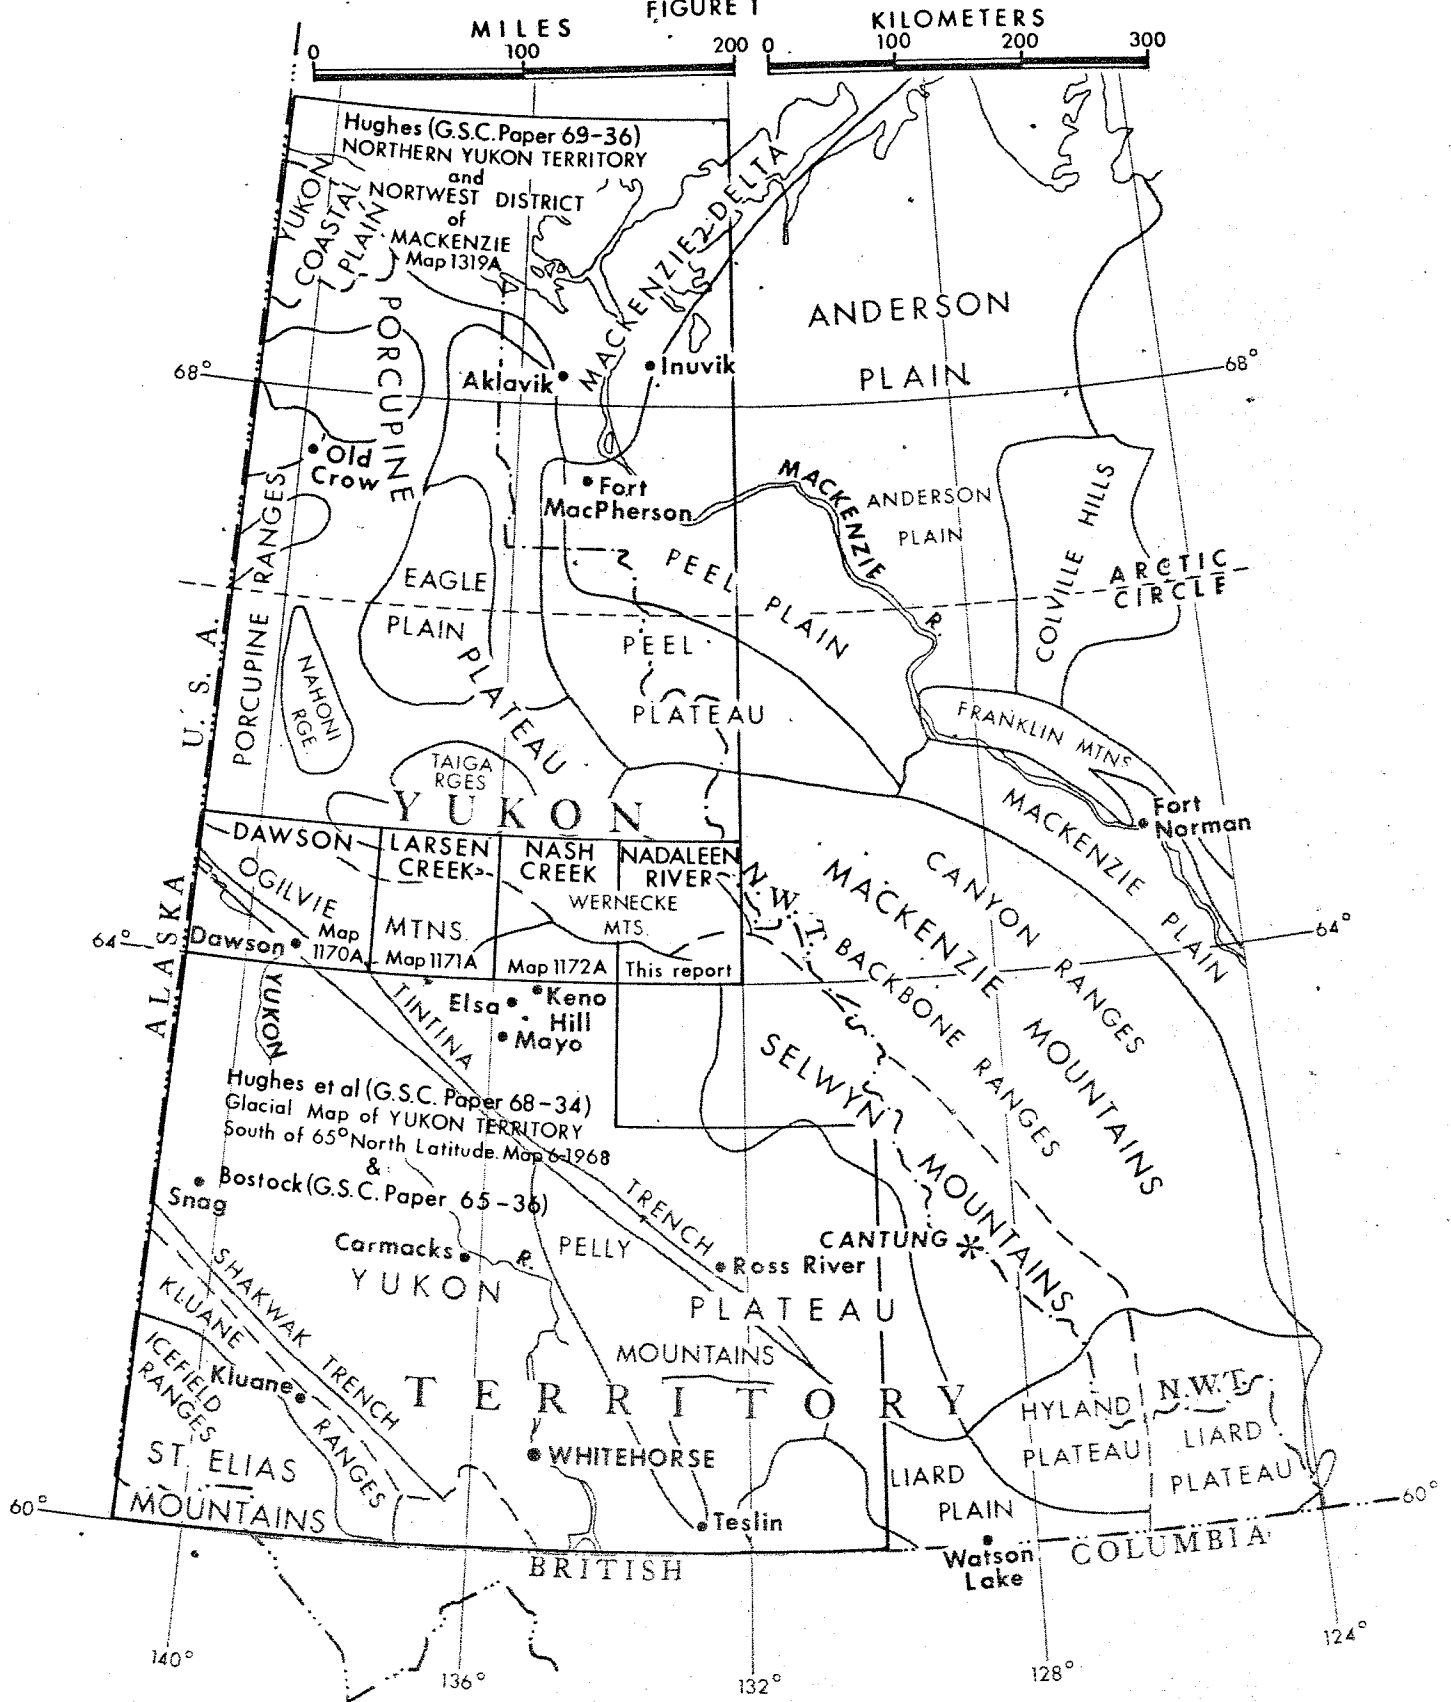 FIGURE 1
MILES
KILOMETERS
0 100 200
0 100 200 300
Hughes (G.S.C. Paper 69-36)
NORTHERN YUKON TERRITORY
and
NORTWEST DISTRICT
of
MACKENZIE
Map 1319A
YUKON
COASTAL
PLAIN
MACKENZIE DELTA
ANDERSON
PLAIN
PORCUPINE
68°
68°
Aklavik
Inuvik
Old
Crow
Fort
MacPherson
MACKENZIE
R.
ANDERSON
PLAIN
COLVILLE HILLS
ARCTIC
CIRCLE
PORCUPINE RANGES
EAGLE
PLAIN
PLATEAU
PEEL
PLAIN
PEEL
PLATEAU
U. S. A.
NAHONI
RGE
FRANKLIN MTNS
TAIGA
RGES
YUKON
Fort
Norman
MACKENZIE PLAIN
DAWSON
LARSEN
CREEK
NASH
CREEK
NADALEEN
RIVER
N.W.T.
CANYON RANGES
MACKENZIE
MOUNTAINS
BACKBONE RANGES
OGILVIE
MTNS.
WERNECKE
MTS.
ALASKA
64°
64°
Dawson
Map
1170A
Map 1171A
Map 1172A
This report
YUKON
TINTINA
Elsa
Keno
Hill
Mayo
SELWYN
MOUNTAINS
Hughes et al (G.S.C. Paper 68-34)
Glacial Map of YUKON TERRITORY
South of 65° North Latitude. Map 6-1968
&
Bostock (G.S.C. Paper 65-36)
Snag
TRENCH
CANTUNG
Carmacks
R.
PELLY
Ross River
YUKON
PLATEAU
SHAKWAK TRENCH
KLUANE
RANGES
ICEFIELD
RANGES
Kluane
MOUNTAINS
TERRITORY
N.W.T.
HYLAND
PLATEAU
LIARD
PLATEAU
ST. ELIAS
MOUNTAINS
WHITEHORSE
LIARD
PLAIN
60°
60°
Teslin
BRITISH
COLUMBIA
Watson
Lake
140°
136°
132°
128°
124°